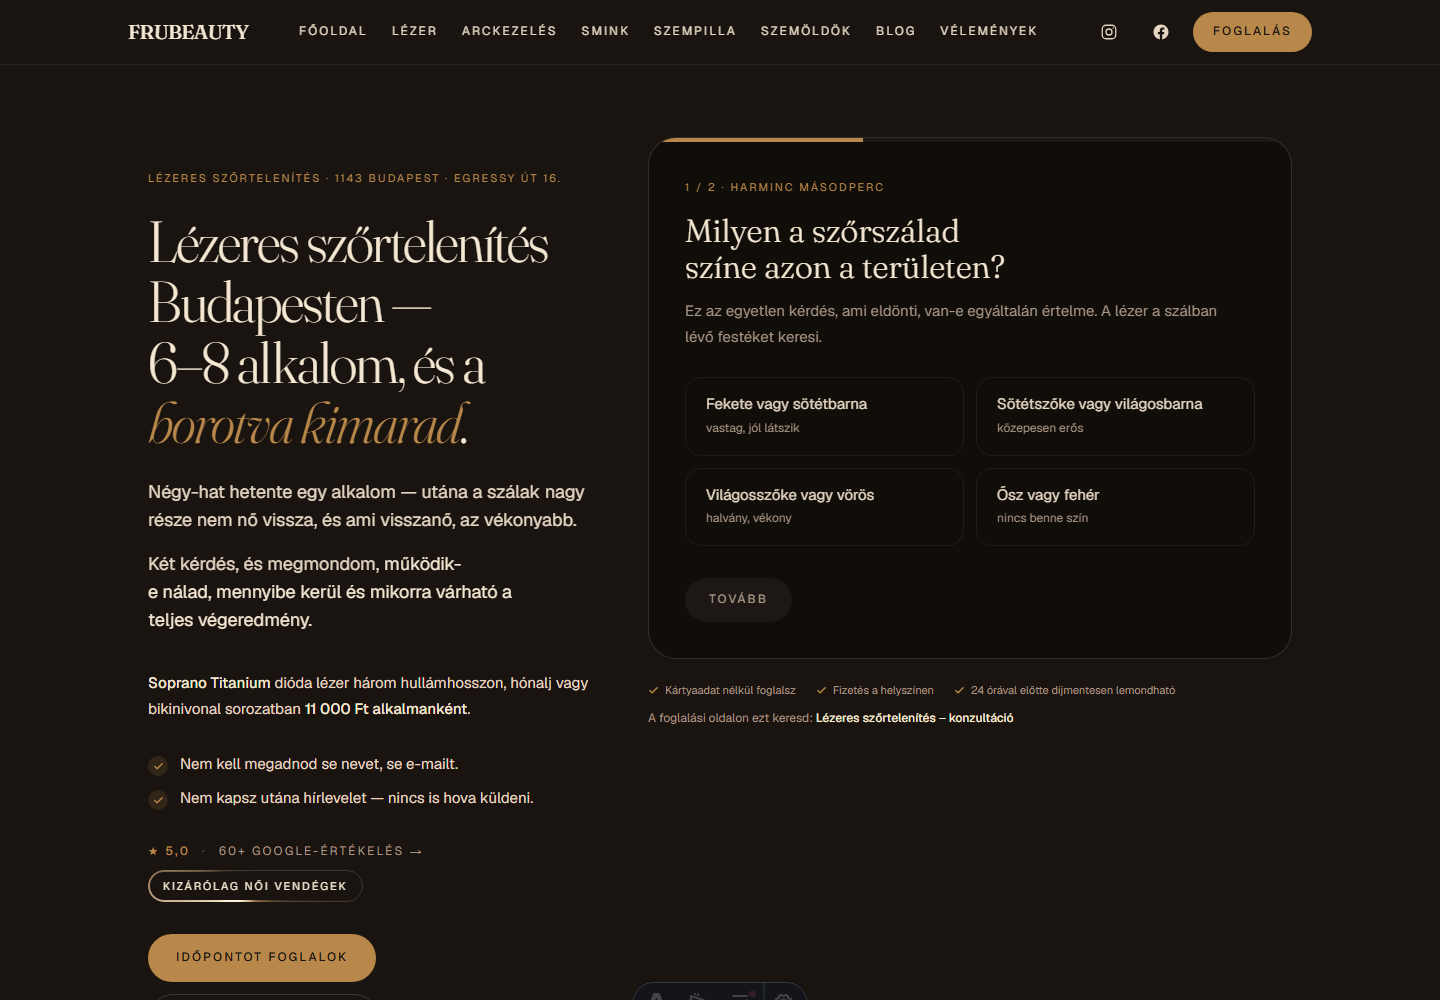 FRUBEAUTY
FŐOLDAL
LÉZER
ARCKEZELÉS
SMINK
SZEMPILLA
SZEMÖLDÖK
BLOG
VÉLEMÉNYEK
FOGLALÁS
LÉZERES SZŐRTELENÍTÉS · 1143 BUDAPEST · EGRESSY ÚT 16.
Lézeres szőrtelenítés
Budapesten —
6–8 alkalom, és a
borotva kimarad.
Négy-hat hetente egy alkalom — utána a szálak nagy
része nem nő vissza, és ami visszanő, az vékonyabb.
Két kérdés, és megmondom, működik-
e nálad, mennyibe kerül és mikorra várható a
teljes végeredmény.
Soprano Titanium dióda lézer három hullámhosszon, hónalj vagy
bikinivonal sorozatban 11 000 Ft alkalmanként.
Nem kell megadnod se nevet, se e-mailt.
Nem kapsz utána hírlevelet — nincs is hova küldeni.
★ 5,0 · 60+ GOOGLE-ÉRTÉKELÉS →
KIZÁRÓLAG NŐI VENDÉGEK
IDŐPONTOT FOGLALOK
1 / 2 · HARMINC MÁSODPERC
Milyen a szőrszálad
színe azon a területen?
Ez az egyetlen kérdés, ami eldönti, van-e egyáltalán értelme. A lézer a szálban
lévő festéket keresi.
Fekete vagy sötétbarna
vastag, jól látszik
Sötétszőke vagy világosbarna
közepesen erős
Világosszőke vagy vörös
halvány, vékony
Ősz vagy fehér
nincs benne szín
TOVÁBB
Kártyaadat nélkül foglalsz
Fizetés a helyszínen
24 órával előtte díjmentesen lemondható
A foglalási oldalon ezt keresd: Lézeres szőrtelenítés – konzultáció